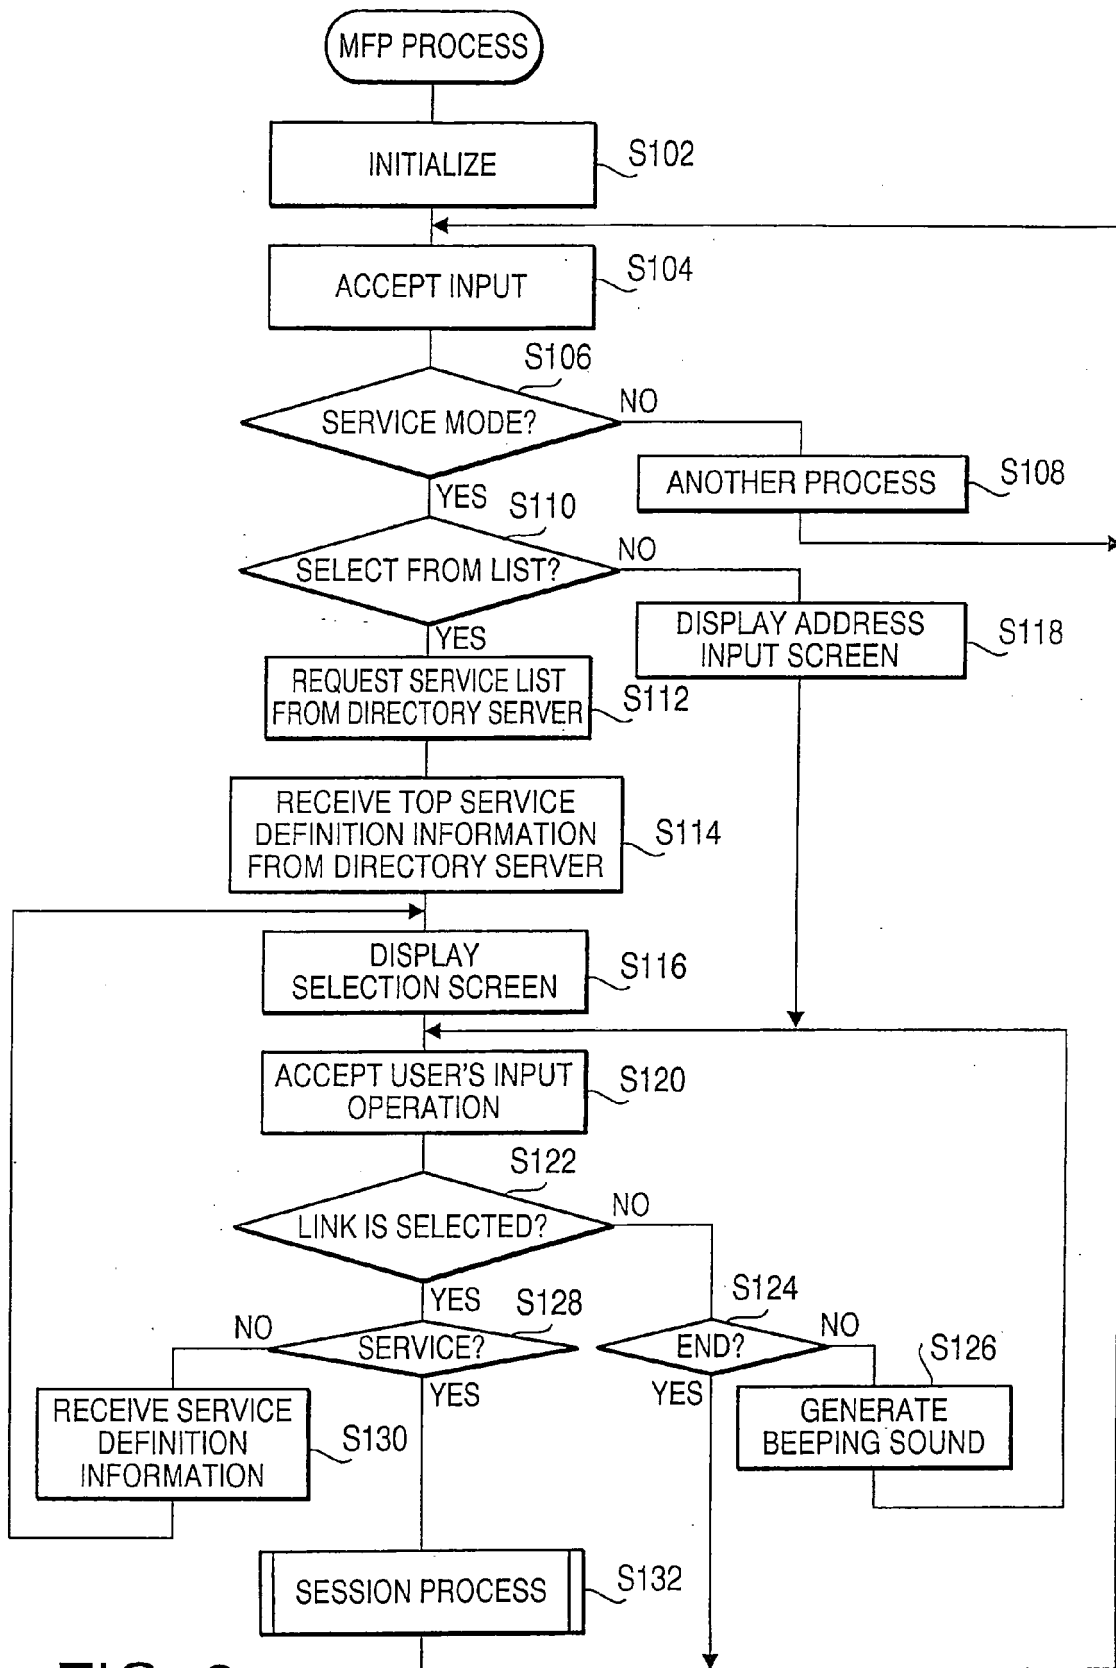 MFP PROCESS
INITIALIZE
S102
ACCEPT INPUT
S104
S106
SERVICE MODE?
NO
YES
ANOTHER PROCESS
S108
S110
SELECT FROM LIST?
NO
YES
DISPLAY ADDRESS
INPUT SCREEN
S118
REQUEST SERVICE LIST
FROM DIRECTORY SERVER
S112
RECEIVE TOP SERVICE
DEFINITION INFORMATION
FROM DIRECTORY SERVER
S114
DISPLAY
SELECTION SCREEN
S116
ACCEPT USER'S INPUT
OPERATION
S120
S122
LINK IS SELECTED?
NO
YES
S128
SERVICE?
NO
YES
S124
END?
NO
YES
S126
GENERATE
BEEPING SOUND
RECEIVE SERVICE
DEFINITION
INFORMATION
S130
SESSION PROCESS
S132